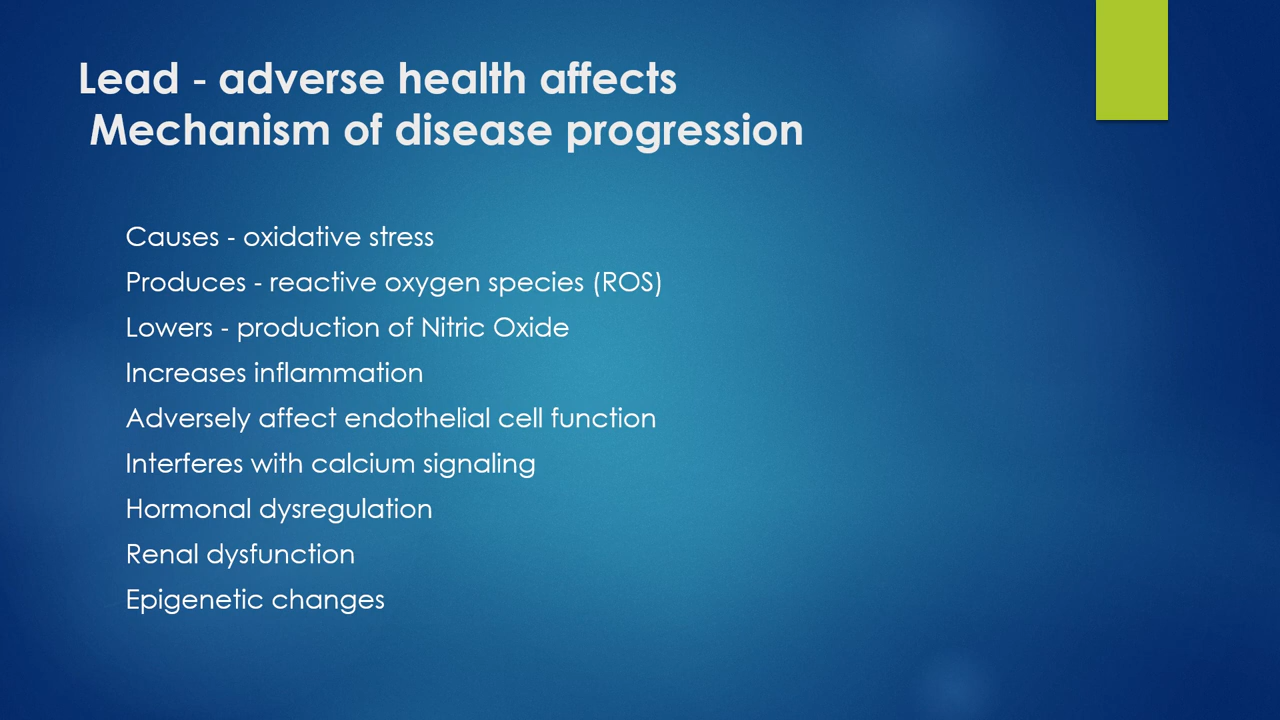 Lead - adverse health affects
Mechanism of disease progression
Causes - oxidative stress
Produces - reactive oxygen species (ROS)
Lowers - production of Nitric Oxide
Increases inflammation
Adversely affect endothelial cell function
Interferes with calcium signaling
Hormonal dysregulation
Renal dysfunction
Epigenetic changes